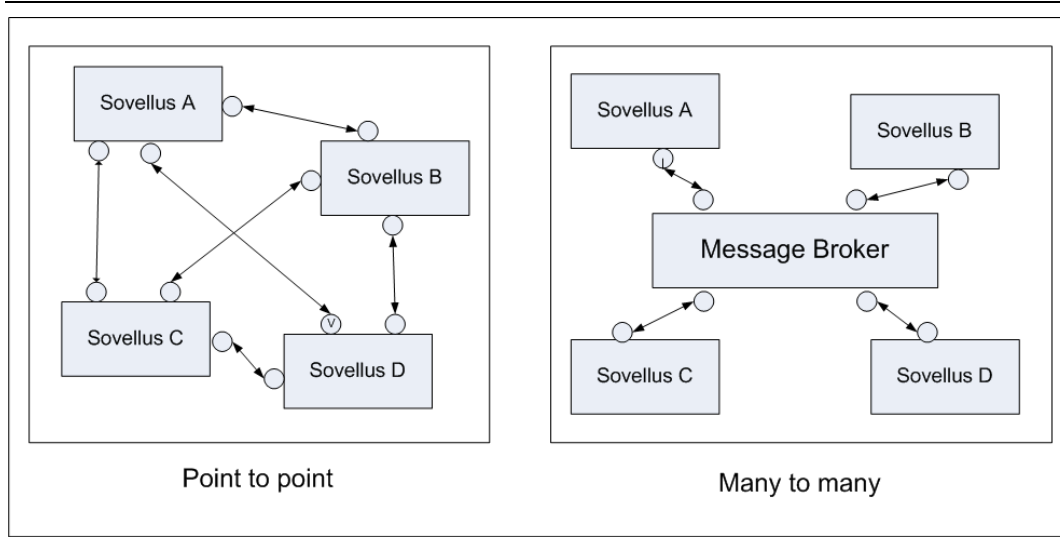 Sovellus A
Sovellus B
Sovellus C
V
Sovellus D
Point to point
Sovellus A
Sovellus B
Message Broker
Sovellus C
Sovellus D
Many to many